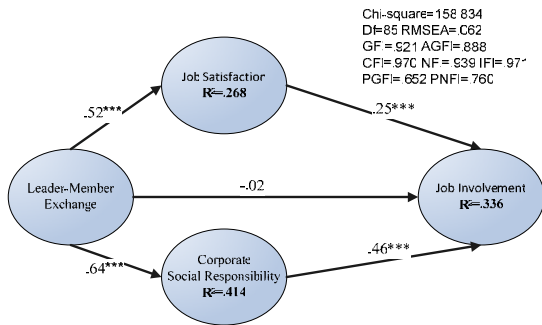 Chi-square=158 834
Df=85 RMSEA=.062
GFI=.921 AGFI=.888
CFI=.970 NFI=.939 IFI=.971
PGFI=.652 PNFI=.760
Job Satisfaction
R²=.268
.52***
.25***
Leader-Member
Exchange
-.02
Job Involvement
R²=.336
.64***
Corporate
Social Responsibility
R²=.414
.46***